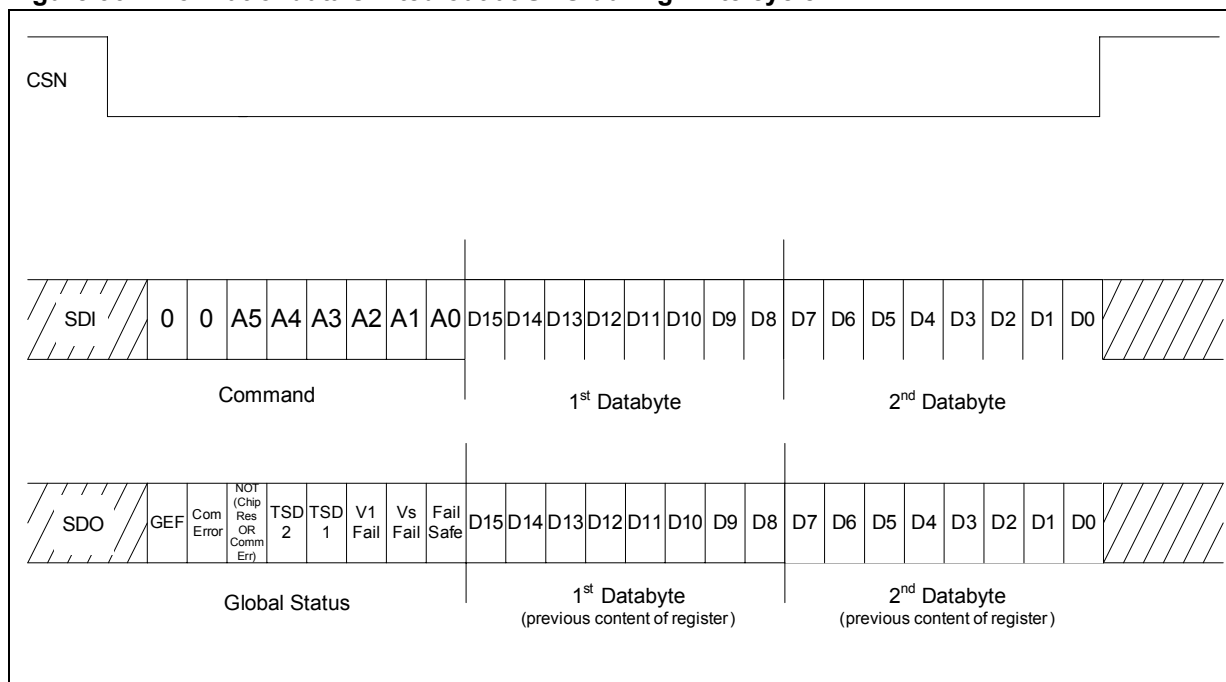 CSN
SDI 0 0 A5 A4 A3 A2 A1 A0 D15 D14 D13 D12 D11 D10 D9 D8 D7 D6 D5 D4 D3 D2 D1 D0
Command 1st Databyte 2nd Databyte
SDO GEF Com Error NOT (Chip Res OR Comm Err) TSD 2 TSD 1 V1 Fail Vs Fail Fail Safe D15 D14 D13 D12 D11 D10 D9 D8 D7 D6 D5 D4 D3 D2 D1 D0
Global Status 1st Databyte (previous content of register) 2nd Databyte (previous content of register)